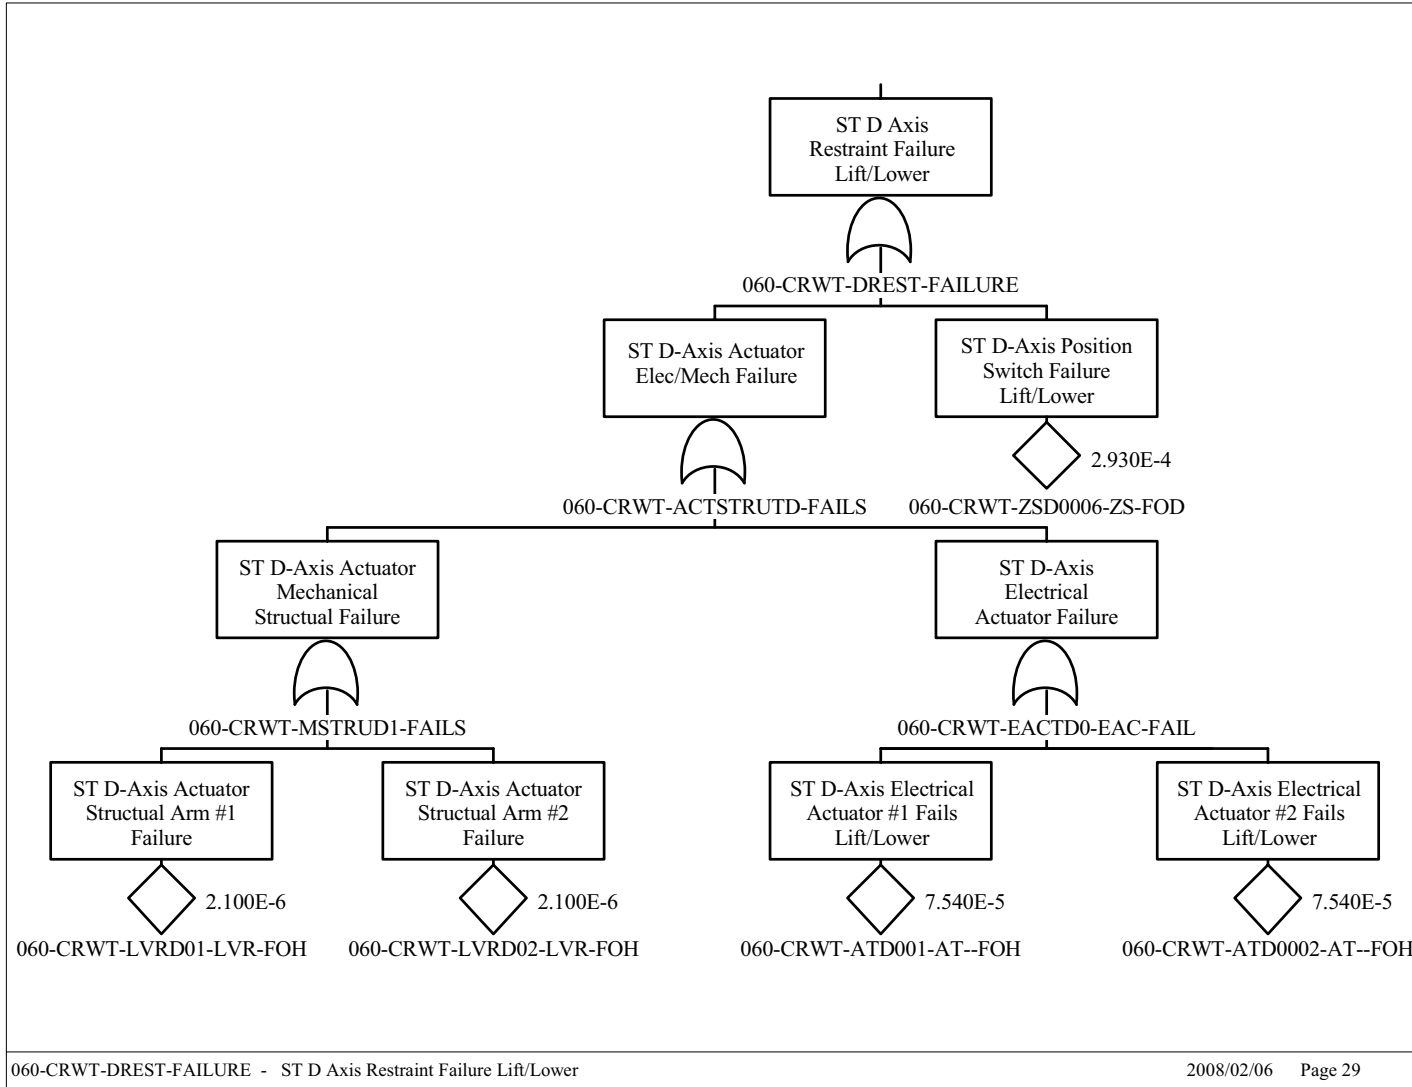 ST D Axis
Restraint Failure
Lift/Lower
060-CRWT-DREST-FAILURE
ST D-Axis Actuator
Elec/Mech Failure
ST D-Axis Position
Switch Failure
Lift/Lower
2.930E-4
060-CRWT-ACTSTRUTD-FAILS
060-CRWT-ZSD0006-ZS-FOD
ST D-Axis Actuator
Mechanical
Structual Failure
ST D-Axis
Electrical
Actuator Failure
060-CRWT-MSTRUD1-FAILS
060-CRWT-EACTD0-EAC-FAIL
ST D-Axis Actuator
Structual Arm #1
Failure
ST D-Axis Actuator
Structual Arm #2
Failure
ST D-Axis Electrical
Actuator #1 Fails
Lift/Lower
ST D-Axis Electrical
Actuator #2 Fails
Lift/Lower
2.100E-6
2.100E-6
7.540E-5
7.540E-5
060-CRWT-LVRD01-LVR-FOH
060-CRWT-LVRD02-LVR-FOH
060-CRWT-ATD001-AT--FOH
060-CRWT-ATD0002-AT--FOH
060-CRWT-DREST-FAILURE - ST D Axis Restraint Failure Lift/Lower
2008/02/06 Page 29